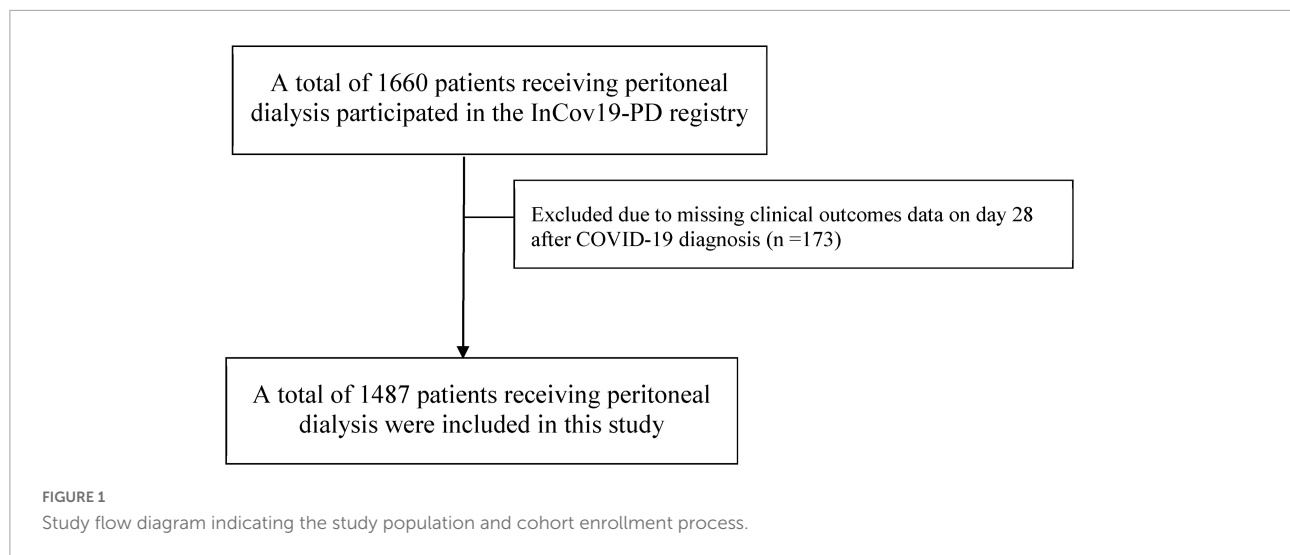 A total of 1660 patients receiving peritoneal
dialysis participated in the InCov19-PD registry
Excluded due to missing clinical outcomes data on day 28
after COVID-19 diagnosis (n =173)
A total of 1487 patients receiving peritoneal
dialysis were included in this study
FIGURE 1
Study flow diagram indicating the study population and cohort enrollment process.